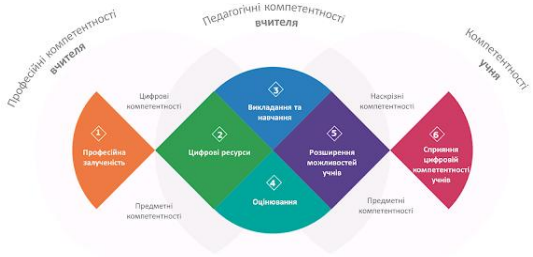 Професійні компетентності
вчителя
Педагогічні компетентності
вчителя
Компетентності
учня
Цифрові
компетентності
Наскрізні
компетентності
1
Професійна
залученість
2
Цифрові ресурси
3
Викладання та
навчання
4
Оцінювання
5
Розширення
можливостей
учнів
6
Сприяння
цифровій
компетентності
учнів
Предметні
компетентності
Предметні
компетентності